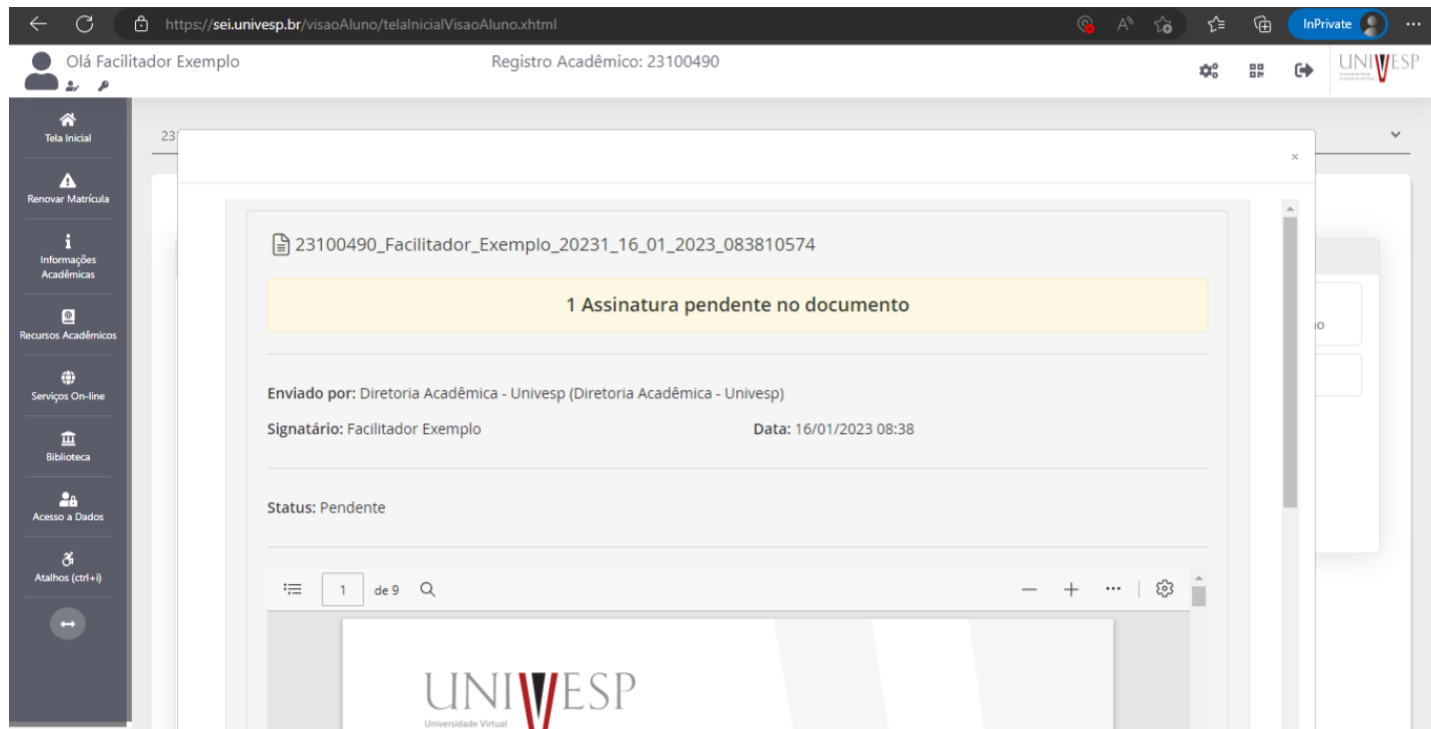 https://sei.univesp.br/visaoAluno/telaInicialVisaoAluno.xhtml
InPrivate
Olá Facilitador Exemplo
Registro Acadêmico: 23100490
UNIVESP
Tela Inicial
Renovar Matrícula
Informações
Acadêmicas
Recursos Acadêmicos
Serviços On-line
Biblioteca
Acesso a Dados
Atalhos (ctrl+i)
23
×
23100490_Facilitador_Exemplo_20231_16_01_2023_083810574
1 Assinatura pendente no documento
Enviado por: Diretoria Acadêmica - Univesp (Diretoria Acadêmica - Univesp)
Signatário: Facilitador Exemplo Data: 16/01/2023 08:38
Status: Pendente
1 de 9
UNIVESP
Universidade Virtual